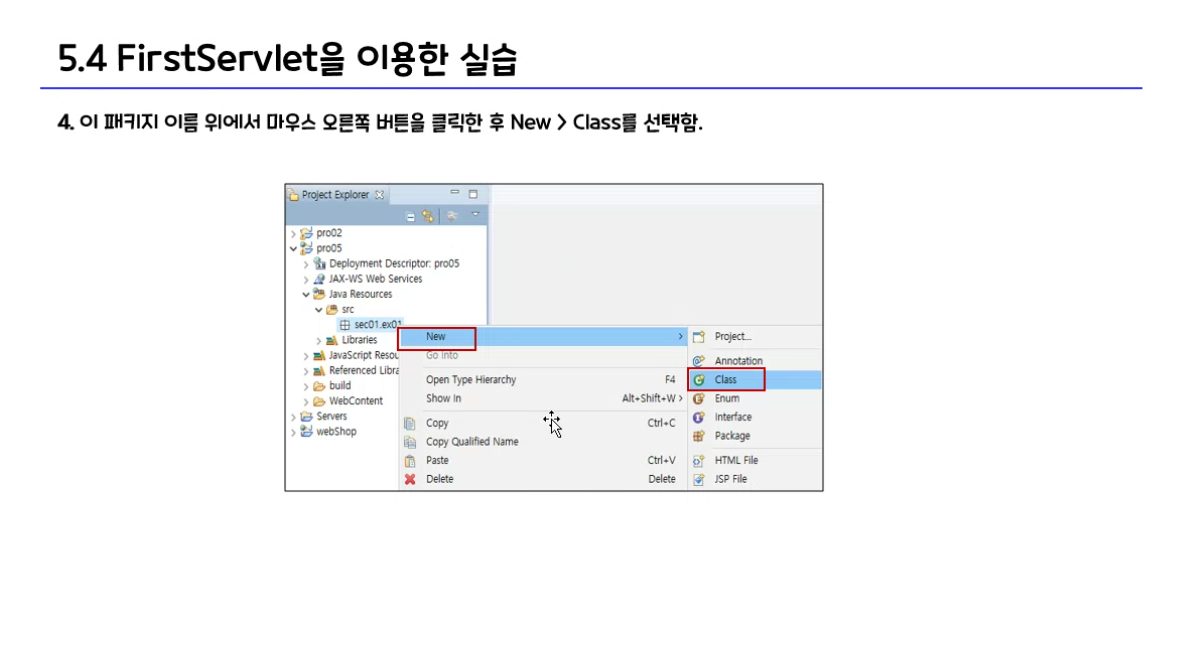 5.4 FirstServlet을 이용한 실습
4. 이 패키지 이름 위에서 마우스 오른쪽 버튼을 클릭한 후 New > Class를 선택함.
Project Explorer
pro02
pro05
Deployment Descriptor: pro05
JAX-WS Web Services
Java Resources
src
sec01.ex01
Libraries
JavaScript Resou
Referenced Libra
build
WebContent
Servers
webShop
New
Go Into
Open Type Hierarchy F4
Show In Alt+Shift+W >
Copy Ctrl+C
Copy Qualified Name
Paste Ctrl+V
Delete Delete
Project...
Annotation
Class
Enum
Interface
Package
HTML File
JSP File